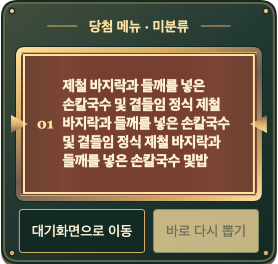 당첨 메뉴 · 미분류
01
제철 바지락과 들깨를 넣은
손칼국수 및 곁들임 정식 제철
바지락과 들깨를 넣은 손칼국수
및 곁들임 정식 제철 바지락과
들깨를 넣은 손칼국수 및밥
대기화면으로 이동
바로 다시 뽑기